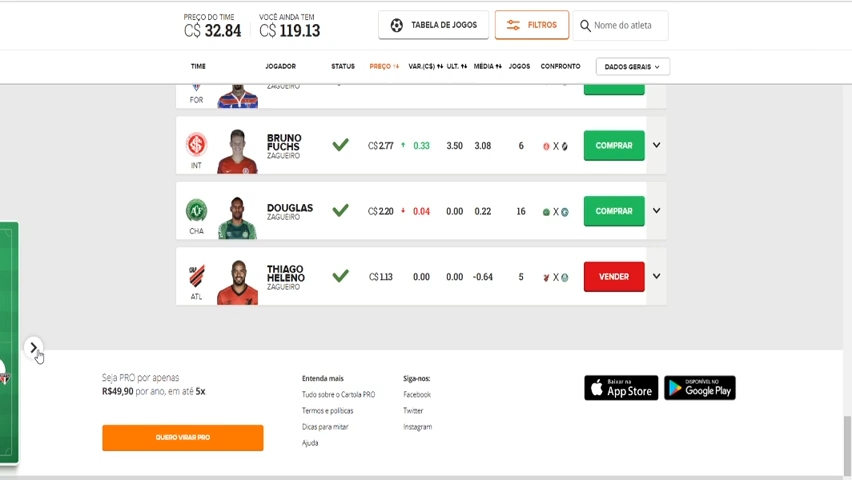 PREÇO DO TIME
C$ 32.84
VOCÊ AINDA TEM
C$ 119.13
TABELA DE JOGOS
FILTROS
Nome do atleta
TIME JOGADOR STATUS PREÇO VAR.(C$) ULT. MÉDIA JOGOS CONFRONTO DADOS GERAIS
FOR
ZAGUEIRO
INT
BRUNO
FUCHS
ZAGUEIRO
C$ 2.77 0.33 3.50 3.08 6 X COMPRAR
CHA
DOUGLAS
ZAGUEIRO
C$ 2.20 0.04 0.00 0.22 16 X COMPRAR
ATL
THIAGO
HELENO
ZAGUEIRO
C$ 1.13 0.00 0.00 -0.64 5 X VENDER
Seja PRO por apenas
R$49,90 por ano, em até 5x
QUERO VIRAR PRO
Entenda mais
Tudo sobre o Cartola PRO
Termos e políticas
Dicas para mitar
Ajuda
Siga-nos:
Facebook
Twitter
Instagram
Baixar na
App Store
DISPONÍVEL NO
Google Play